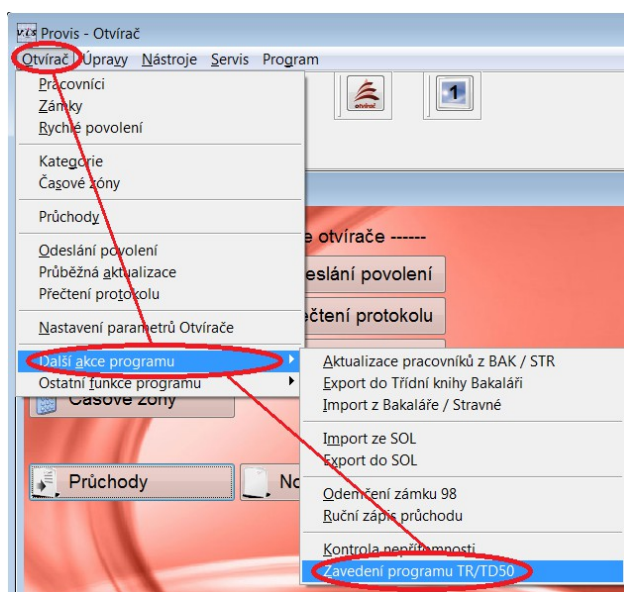 vis Provis - Otvírač
Otvírač Úpravy Nástroje Servis Program
Pracovníci
Zámky
Rychlé povolení
Kategorie
Časové zóny
Průchody
Odeslání povolení
Průběžná aktualizace
Přečtení protokolu
Nastavení parametrů Otvírače
Další akce programu
Ostatní funkce programu
otvírač
1
e otvírače ------
eslání povolení
čtení protokolu
Časové zóny
Průchody
No
Aktualizace pracovníků z BAK / STR
Export do Třídní knihy Bakaláři
Import z Bakaláře / Stravné
Import ze SOL
Export do SOL
Odemčení zámku 98
Ruční zápis průchodu
Kontrola nepřítomnosti
Zavedení programu TR/TD50